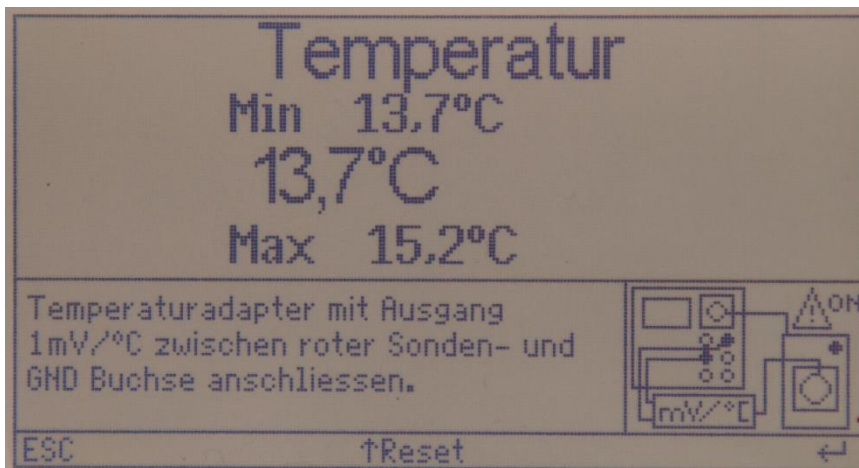 Temperatur
Min 13,7°C
13,7°C
Max 15,2°C
Temperaturadapter mit Ausgang
1mV/°C zwischen roter Sonden- und
GND Buchse anschliessen.
ON
mV/°C
ESC ↑Reset ↵